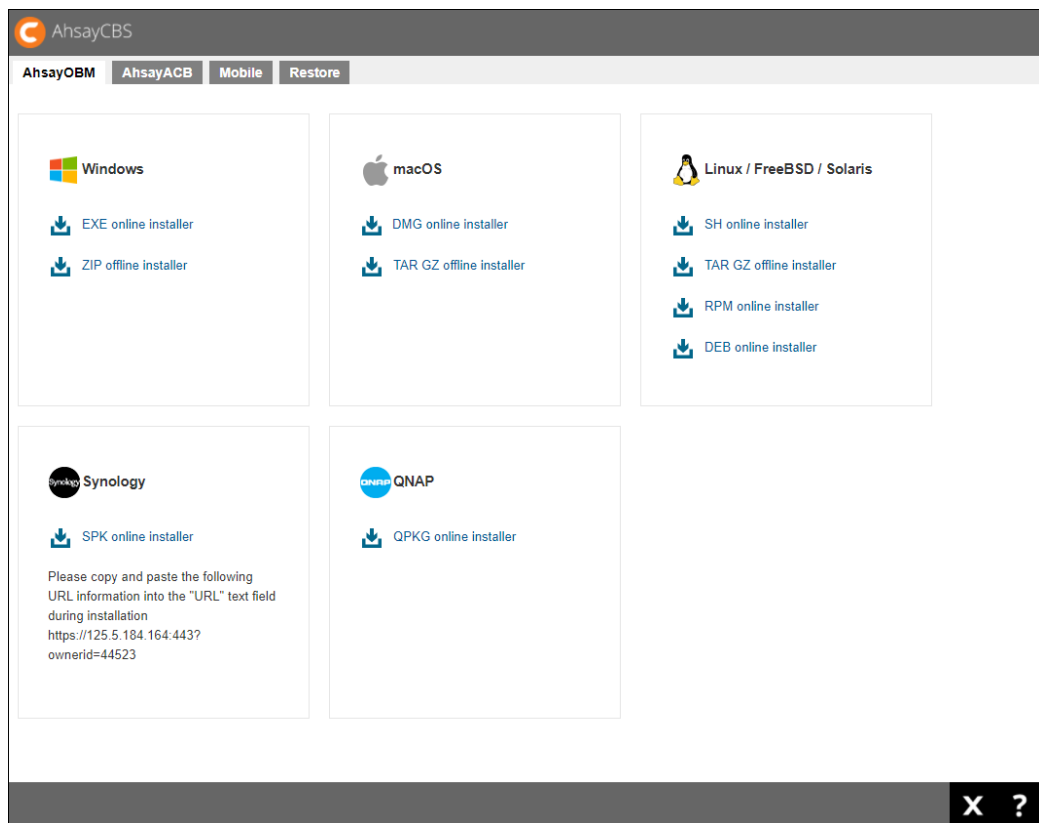 AhsayCBS
AhsayOBM AhsayACB Mobile Restore
Windows
EXE online installer
ZIP offline installer
macOS
DMG online installer
TAR GZ offline installer
Linux / FreeBSD / Solaris
SH online installer
TAR GZ offline installer
RPM online installer
DEB online installer
Synology Synology
SPK online installer
Please copy and paste the following
URL information into the "URL" text field
during installation
https://125.5.184.164:443?
ownerid=44523
QNAP QNAP
QPKG online installer
X ?